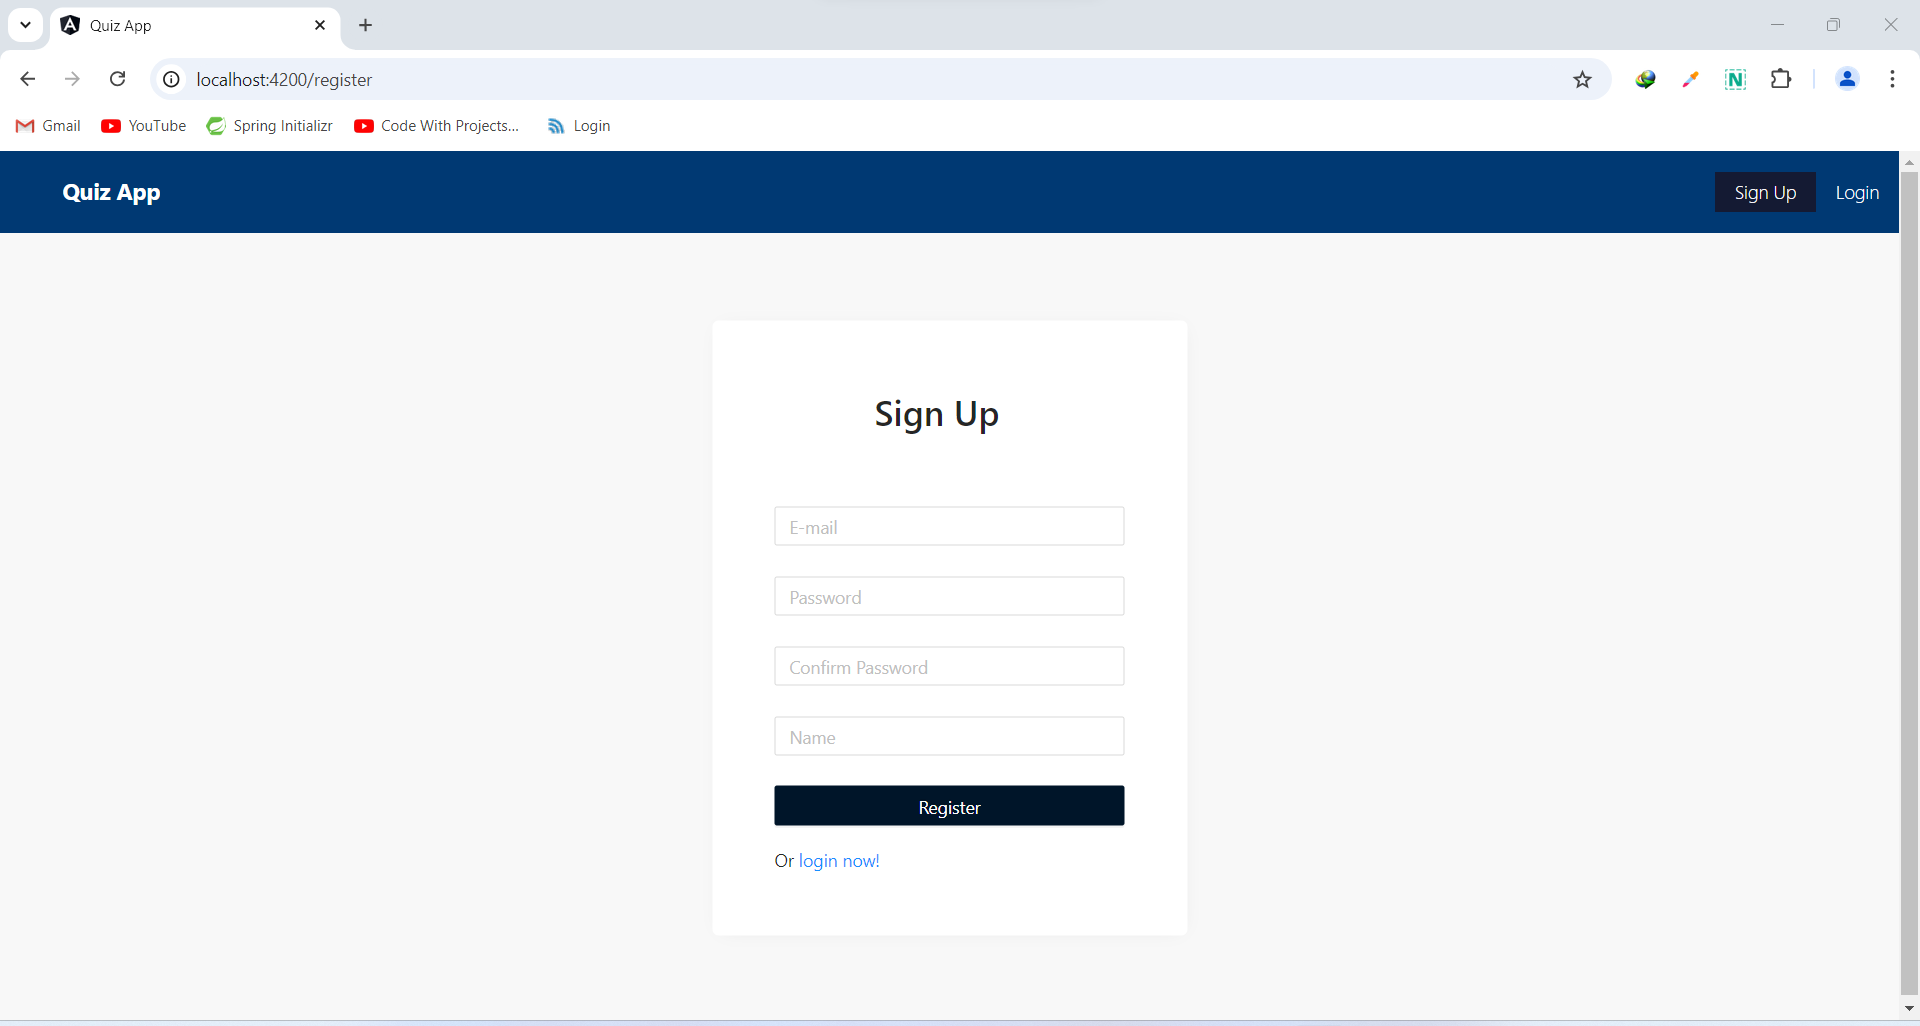 Quiz App
localhost:4200/register
Gmail YouTube Spring Initializr Code With Projects... Login
Quiz App Sign Up Login
Sign Up
E-mail
Password
Confirm Password
Name
Register
Or login now!